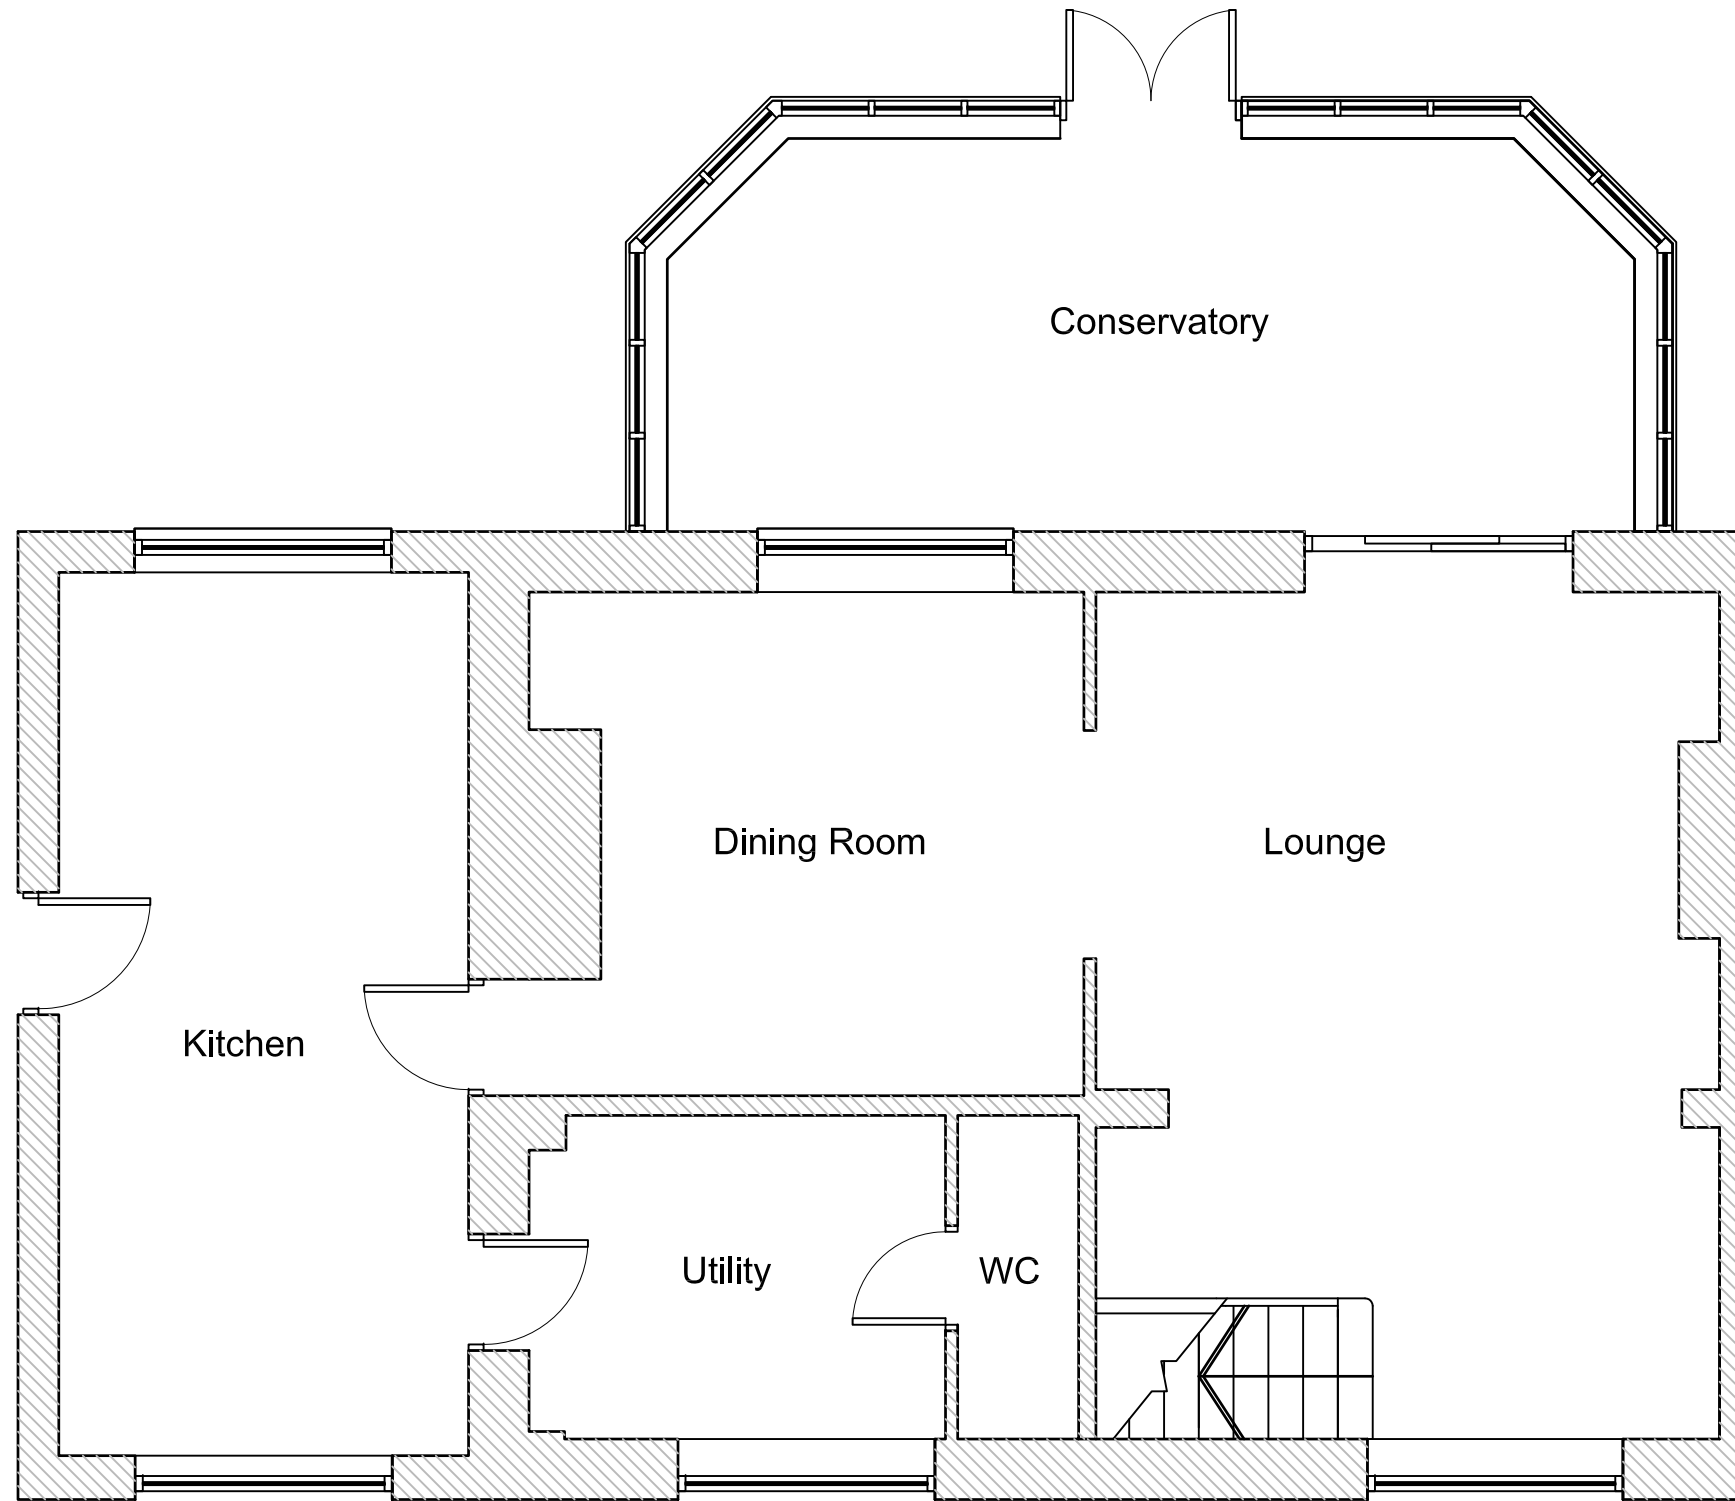 Conservatory
Dining Room
Lounge
Kitchen
Utility
WC